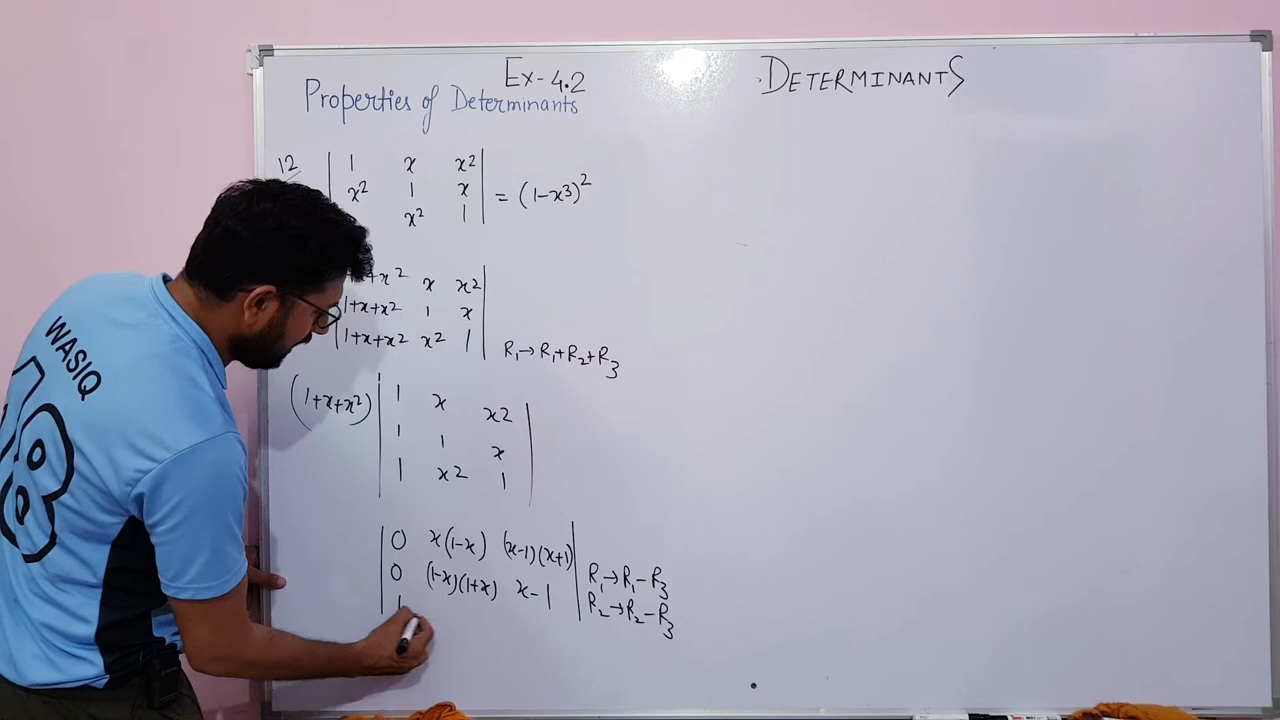 Ex-4.2
DETERMINANTS
Properties of Determinants
12
1 x x2
x2 1 x = (1-x3)2
x2 1
+x2 x x2
1+x+x2 1 x
1+x+x2 x2 1 R1→R1+R2+R3
(1+x+x2) 1 x x2
1 1 x
1 x2 1
0 x(1-x) (x-1)(x+1)
0 (1-x)(1+x) x-1 R1→R1-R3
1 R2→R2-R3
WASIQ
18